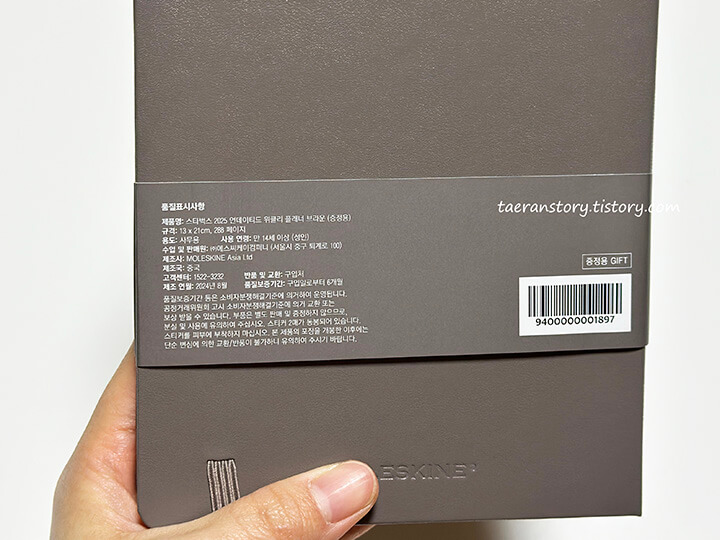 품질표시사항
제품명: 스타벅스 2025 언데이티드 위클리 플래너 브라운 (증정용)
규격: 13 x 21cm, 288 페이지
용도: 사무용 사용 연령: 만 14세 이상 (성인)
수입 및 판매원: ㈜에스씨케이컴퍼니 (서울시 중구 퇴계로 100)
제조사: MOLESKINE Asia Ltd
제조국: 중국
고객센터: 1522-3232 반품 및 교환: 구입처
제조 연월: 2024년 8월 품질보증기간: 구입일로부터 6개월
품질보증기간 등은 소비자분쟁해결기준에 의거하여 운영됩니다.
공정거래위원회 고시 소비자분쟁해결기준에 의거 교환 또는
보상 받을 수 있습니다. 부품은 별도 판매 및 증정하지 않으므로,
분실 및 사용에 유의하여 주십시오. 스티커 2매가 동봉되어 있습니다.
스티커를 피부에 부착하지 마십시오. 본 제품의 포장을 개봉한 이후에는
단순 변심에 의한 교환/반품이 불가하니 유의하여 주시기 바랍니다.
taeranstory.tistory.com
증정용 GIFT
9400000001897
ESKINE